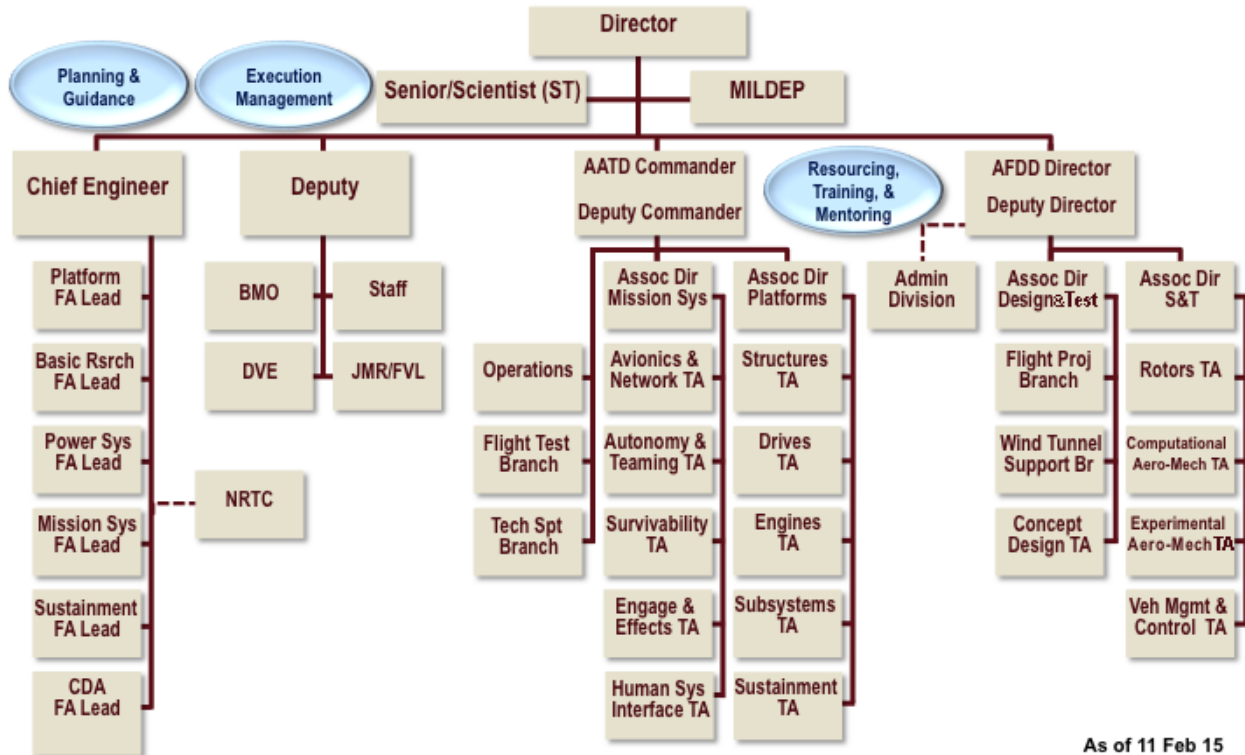 Director
Planning &
Guidance
Execution
Management
Senior/Scientist (ST)
MILDEP
Chief Engineer
Deputy
AATD Commander
Deputy Commander
Resourcing,
Training, &
Mentoring
AFDD Director
Deputy Director
Platform
FA Lead
Basic Rsrch
FA Lead
Power Sys
FA Lead
Mission Sys
FA Lead
Sustainment
FA Lead
CDA
FA Lead
NRTC
BMO
Staff
DVE
JMR/FVL
Operations
Flight Test
Branch
Tech Spt
Branch
Assoc Dir
Mission Sys
Avionics &
Network TA
Autonomy &
Teaming TA
Survivability
TA
Engage &
Effects TA
Human Sys
Interface TA
Assoc Dir
Platforms
Structures
TA
Drives
TA
Engines
TA
Subsystems
TA
Sustainment
TA
Admin
Division
Assoc Dir
Design&Test
Flight Proj
Branch
Wind Tunnel
Support Br
Concept
Design TA
Assoc Dir
S&T
Rotors TA
Computational
Aero-Mech TA
Experimental
Aero-Mech TA
Veh Mgmt &
Control TA
As of 11 Feb 15